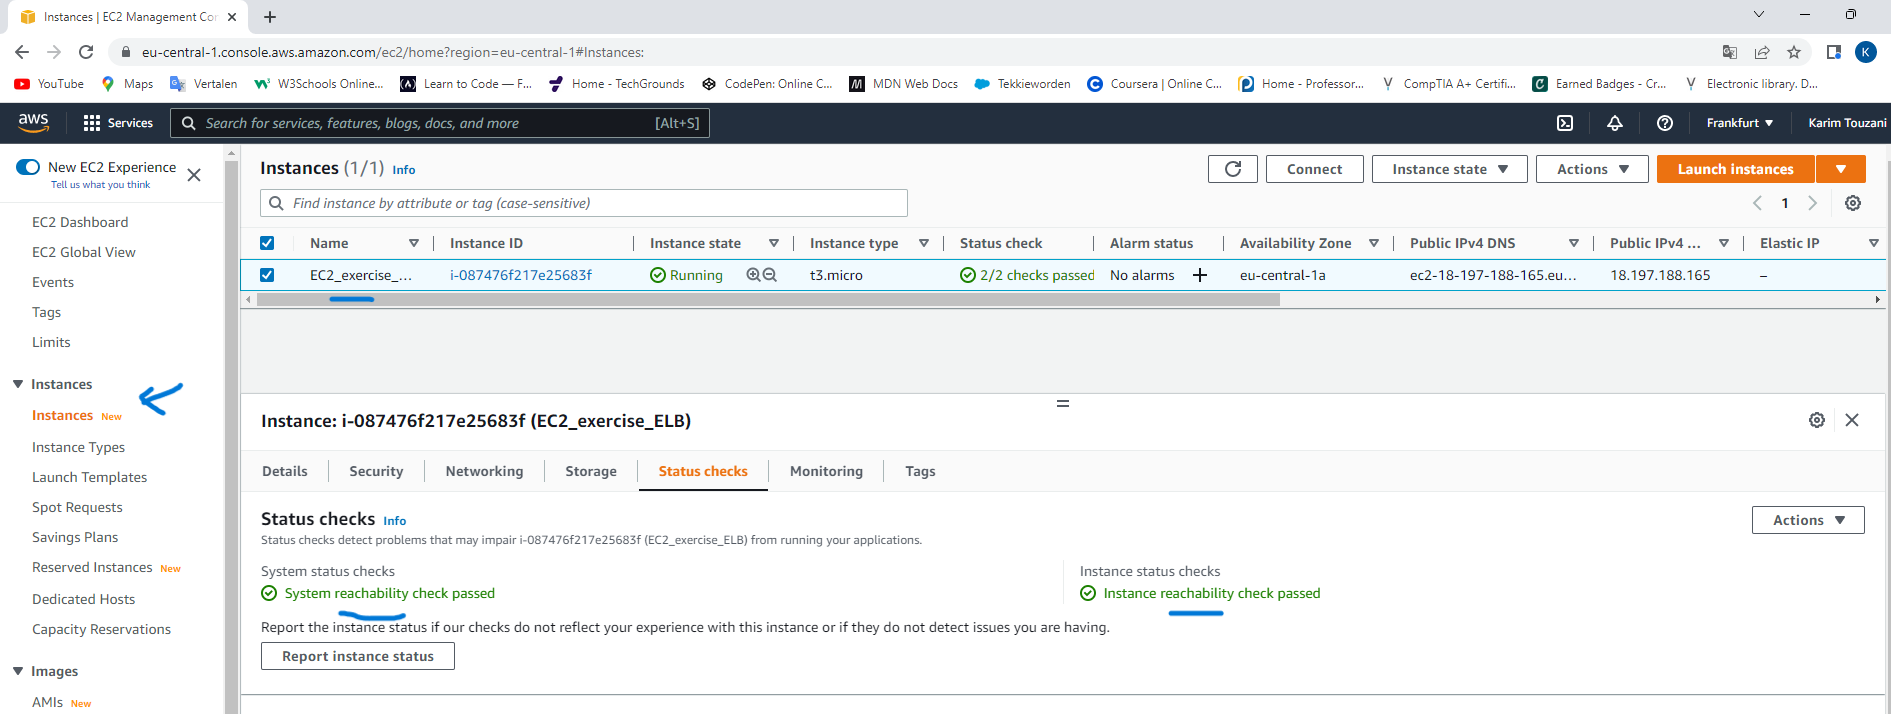 Instances | EC2 Management Con
eu-central-1.console.aws.amazon.com/ec2/home?region=eu-central-1#Instances:
K
YouTube Maps Vertalen W3Schools Online... Learn to Code — F... Home - TechGrounds CodePen: Online C... MDN Web Docs Tekkieworden Coursera | Online C... Home - Professor... CompTIA A+ Certifi... Earned Badges - Cr... Electronic library. D...
aws Services Search for services, features, blogs, docs, and more [Alt+S] Frankfurt Karim Touzani
New EC2 Experience
Tell us what you think
EC2 Dashboard
EC2 Global View
Events
Tags
Limits
Instances
Instances New
Instance Types
Launch Templates
Spot Requests
Savings Plans
Reserved Instances New
Dedicated Hosts
Capacity Reservations
Images
AMIs New
Instances (1/1) Info
Connect Instance state Actions Launch instances
Find instance by attribute or tag (case-sensitive)
1
Name Instance ID Instance state Instance type Status check Alarm status Availability Zone Public IPv4 DNS Public IPv4 ... Elastic IP
EC2_exercise_... i-087476f217e25683f Running t3.micro 2/2 checks passed No alarms eu-central-1a ec2-18-197-188-165.eu... 18.197.188.165 –
Instance: i-087476f217e25683f (EC2_exercise_ELB)
Details Security Networking Storage Status checks Monitoring Tags
Status checks Info
Actions
Status checks detect problems that may impair i-087476f217e25683f (EC2_exercise_ELB) from running your applications.
System status checks
System reachability check passed
Instance status checks
Instance reachability check passed
Report the instance status if our checks do not reflect your experience with this instance or if they do not detect issues you are having.
Report instance status